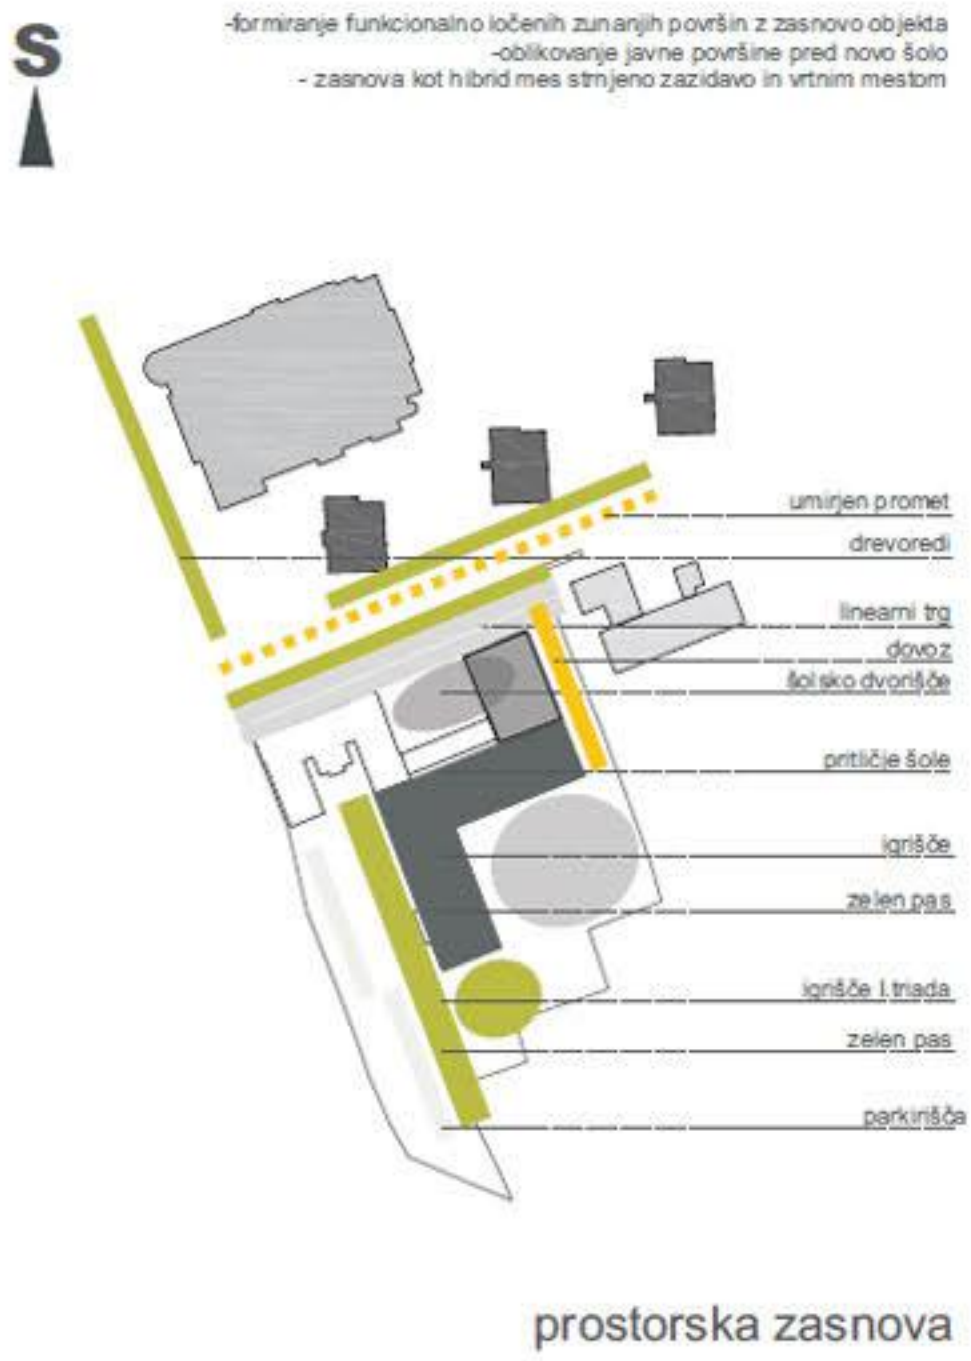 S
-formiranje funkcionalno ločenih zunanjih površin z zasnovo objekta
-oblikovanje javne površine pred novo šolo
- zasnova kot hibrid mes strnjeno zazidavo in vrtnim mestom
umirjen promet
drevoredi
linearni trg
dovoz
šolsko dvorišče
pritličje šole
igrišče
zelen pas
igrišče I.triada
zelen pas
parkirišča
prostorska zasnova